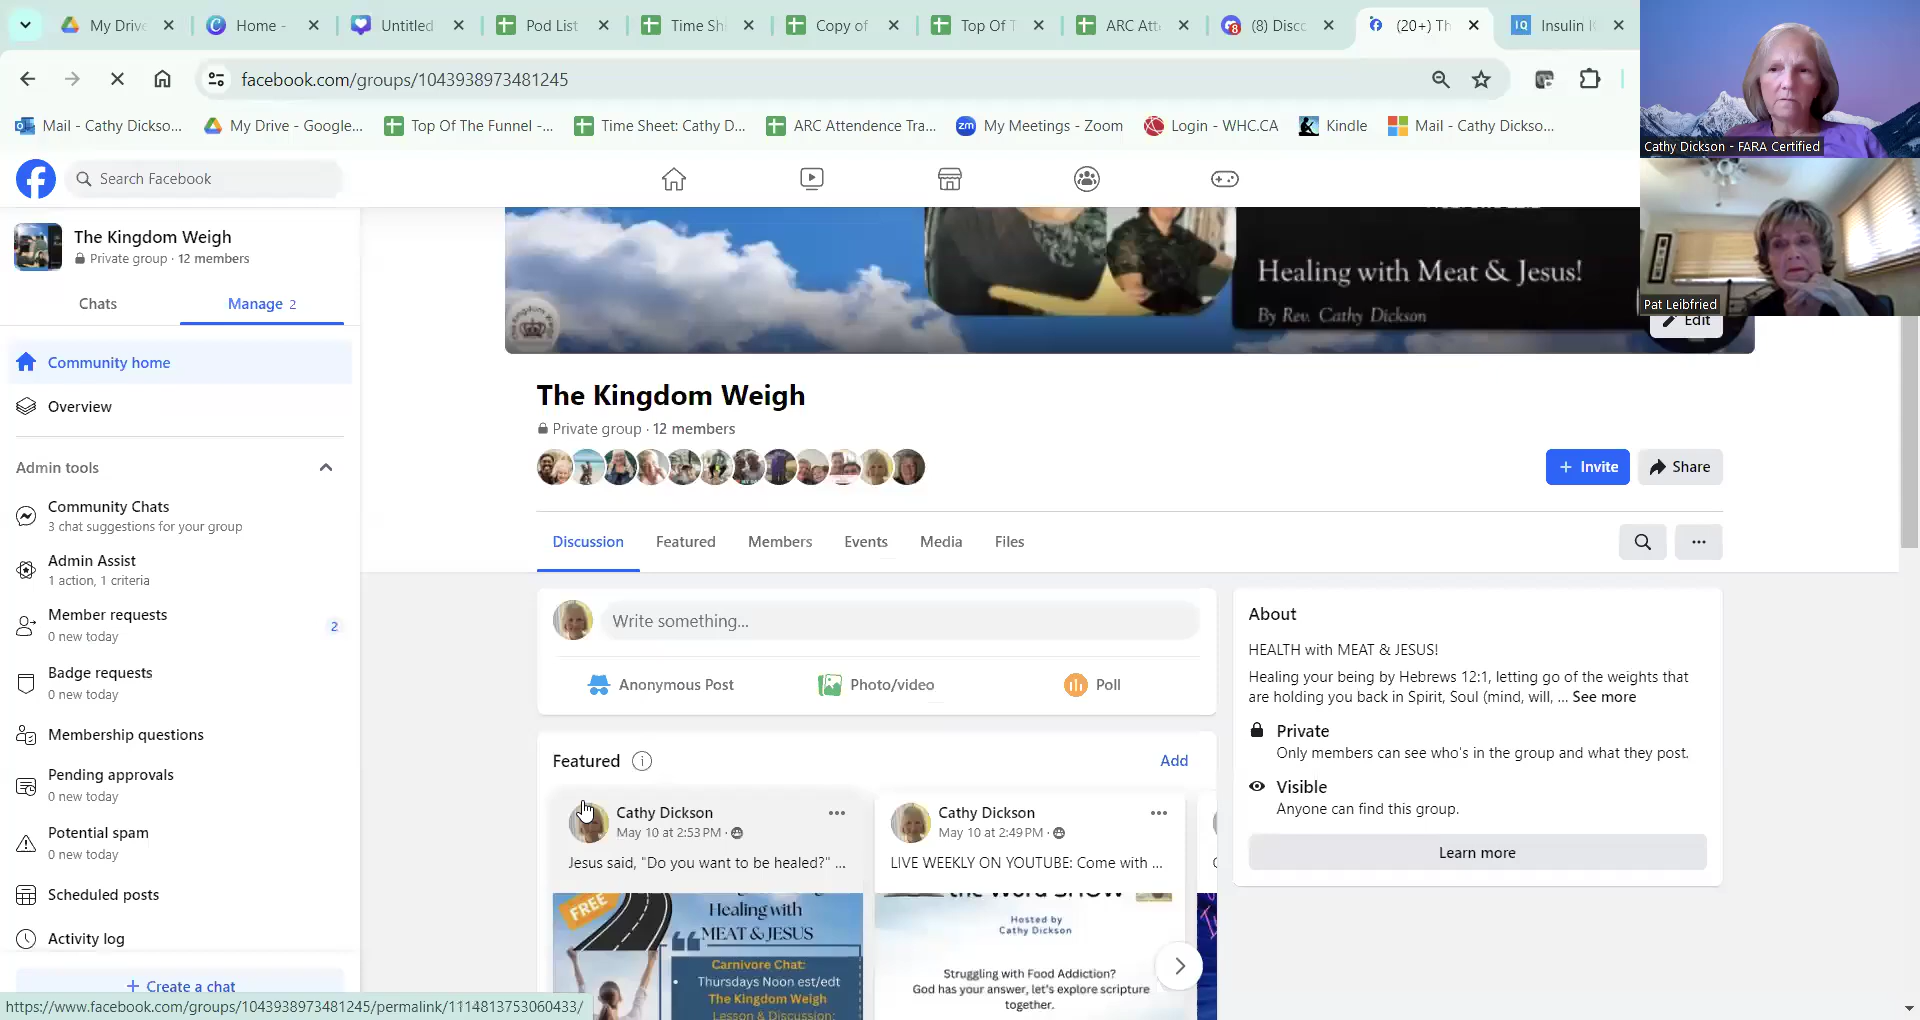 My Drive
Home -
Untitled
Pod List
Time Sh
Copy of
Top Of T
ARC Att
(8) Disco
(20+) Th
IQ
Insulin I
facebook.com/groups/1043938973481245
Mail - Cathy Dickso...
My Drive - Google...
Top Of The Funnel -...
Time Sheet: Cathy D...
ARC Attendence Tra...
zm
My Meetings - Zoom
Login - WHC.CA
Kindle
Mail - Cathy Dickso...
Cathy Dickson - FARA Certified
Pat Leibfried
Search Facebook
The Kingdom Weigh
Private group · 12 members
Chats
Manage 2
Community home
Overview
Admin tools
Community Chats
3 chat suggestions for your group
Admin Assist
1 action, 1 criteria
Member requests
0 new today
2
Badge requests
0 new today
Membership questions
Pending approvals
0 new today
Potential spam
0 new today
Scheduled posts
Activity log
+ Create a chat
https://www.facebook.com/groups/1043938973481245/permalink/1114813753060433/
Healing with Meat & Jesus!
By Rev. Cathy Dickson
Edit
The Kingdom Weigh
Private group · 12 members
+ Invite
Share
Discussion
Featured
Members
Events
Media
Files
Write something...
Anonymous Post
Photo/video
Poll
Featured
Add
Cathy Dickson
May 10 at 2:53 PM ·
Jesus said, "Do you want to be healed?" ...
FREE
Healing with
MEAT & JESUS
Carnivore Chat:
Thursdays Noon est/edt
The Kingdom Weigh
Lesson & Discussion:
Cathy Dickson
May 10 at 2:49 PM ·
LIVE WEEKLY ON YOUTUBE: Come with ...
the Word SHOW
Hosted by
Cathy Dickson
Struggling with Food Addiction?
God has your answer, let's explore scripture
together.
About
HEALTH with MEAT & JESUS!
Healing your being by Hebrews 12:1, letting go of the weights that
are holding you back in Spirit, Soul (mind, will, ... See more
Private
Only members can see who's in the group and what they post.
Visible
Anyone can find this group.
Learn more